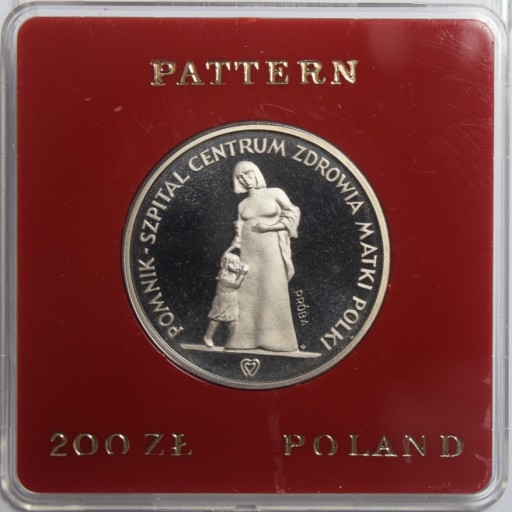 PATTERN
POMNIK-SZPITAL CENTRUM ZDROWIA MATKI POLKI
PRÓBA
200 ZŁ POLAND